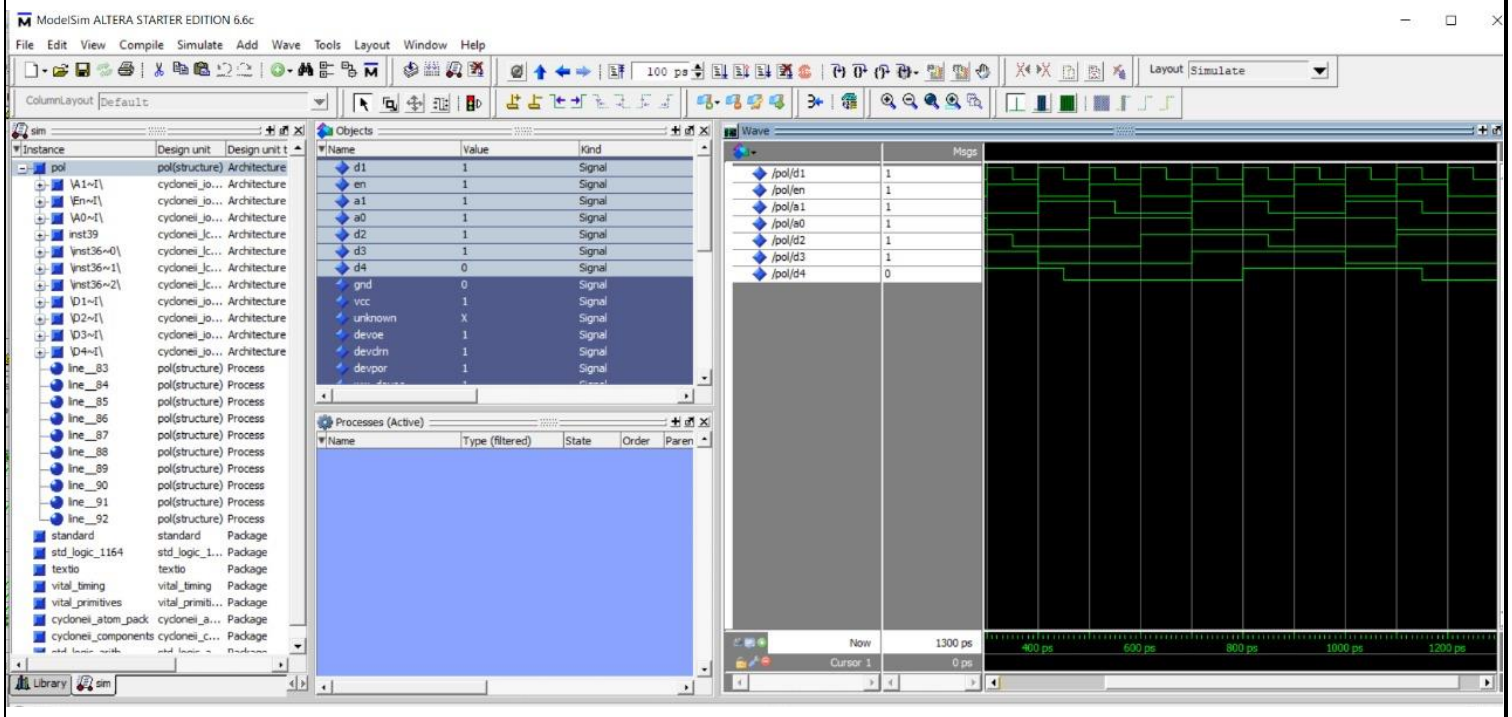 ModelSim ALTERA STARTER EDITION 6.6c
File Edit View Compile Simulate Add Wave Tools Layout Window Help
100 ps
Layout Simulate
ColumnLayout Default
sim
Instance Design unit Design unit t
pol pol(structure) Architecture
\A1~I\ cycloneii_io... Architecture
\En~I\ cycloneii_io... Architecture
\A0~I\ cycloneii_io... Architecture
inst39 cycloneii_lc... Architecture
\inst36~0\ cycloneii_lc... Architecture
\inst36~1\ cycloneii_lc... Architecture
\inst36~2\ cycloneii_lc... Architecture
\D1~I\ cycloneii_io... Architecture
\D2~I\ cycloneii_io... Architecture
\D3~I\ cycloneii_io... Architecture
\D4~I\ cycloneii_io... Architecture
line__83 pol(structure) Process
line__84 pol(structure) Process
line__85 pol(structure) Process
line__86 pol(structure) Process
line__87 pol(structure) Process
line__88 pol(structure) Process
line__89 pol(structure) Process
line__90 pol(structure) Process
line__91 pol(structure) Process
line__92 pol(structure) Process
standard standard Package
std_logic_1164 std_logic_1... Package
textio textio Package
vital_timing vital_timing Package
vital_primitives vital_primiti... Package
cycloneii_atom_pack cycloneii_a... Package
cycloneii_components cycloneii_c... Package
Library sim
Objects
Name Value Kind
d1 1 Signal
en 1 Signal
a1 1 Signal
a0 1 Signal
d2 1 Signal
d3 1 Signal
d4 0 Signal
gnd 0 Signal
vcc 1 Signal
unknown X Signal
devoe 1 Signal
devclrn 1 Signal
devpor 1 Signal
Processes (Active)
Name Type (filtered) State Order Paren
Wave
Msgs
/pol/d1 1
/pol/en 1
/pol/a1 1
/pol/a0 1
/pol/d2 1
/pol/d3 1
/pol/d4 0
Now 1300 ps
Cursor 1 0 ps
400 ps 600 ps 800 ps 1000 ps 1200 ps